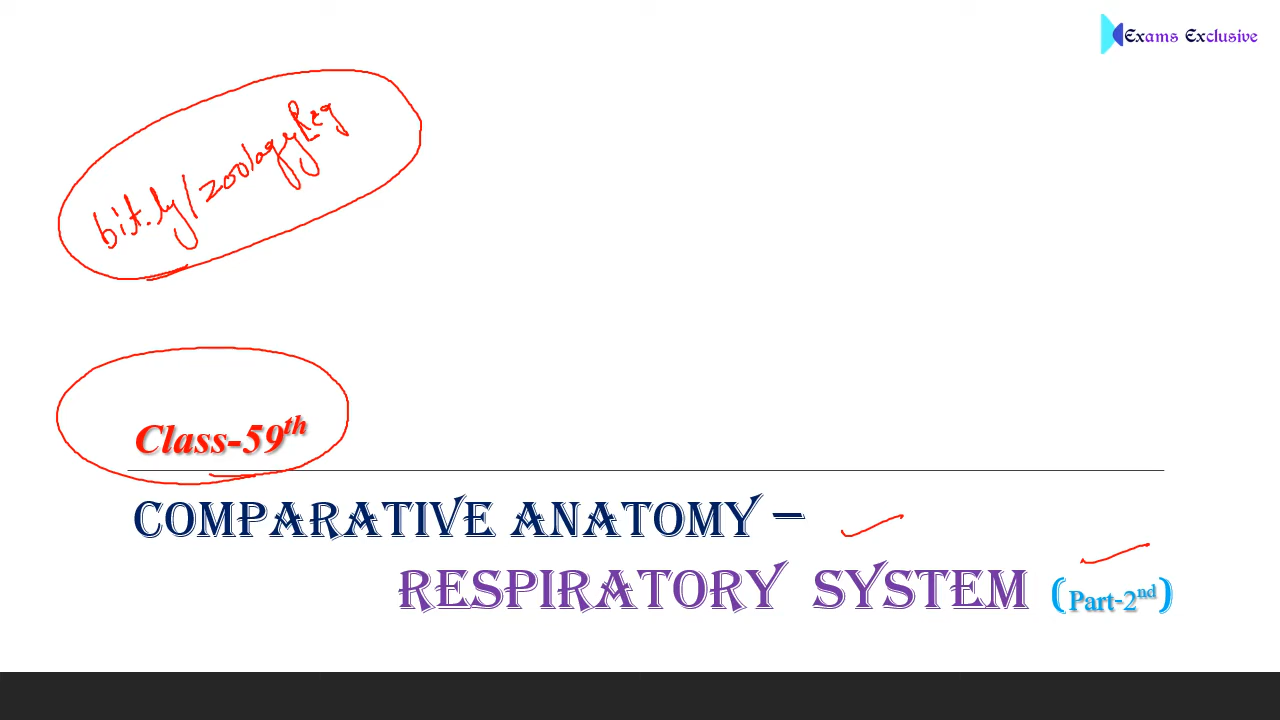 Exams Exclusive
bit.ly/zoologyReg
Class-59th
COMPARATIVE ANATOMY –
RESPIRATORY SYSTEM (Part-2nd)